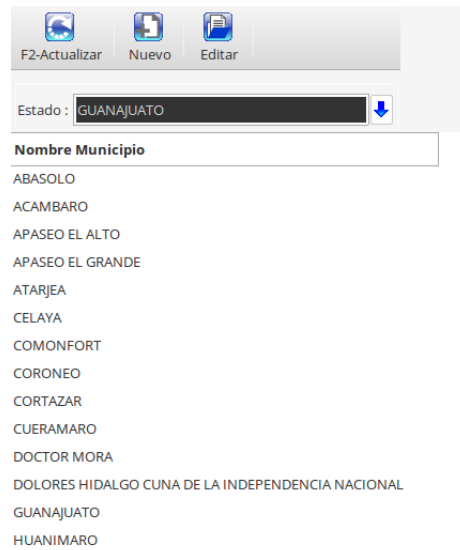 F2-Actualizar Nuevo Editar
Estado : GUANAJUATO
Nombre Municipio
ABASOLO
ACAMBARO
APASEO EL ALTO
APASEO EL GRANDE
ATARJEA
CELAYA
COMONFORT
CORONEO
CORTAZAR
CUERAMARO
DOCTOR MORA
DOLORES HIDALGO CUNA DE LA INDEPENDENCIA NACIONAL
GUANAJUATO
HUANIMARO